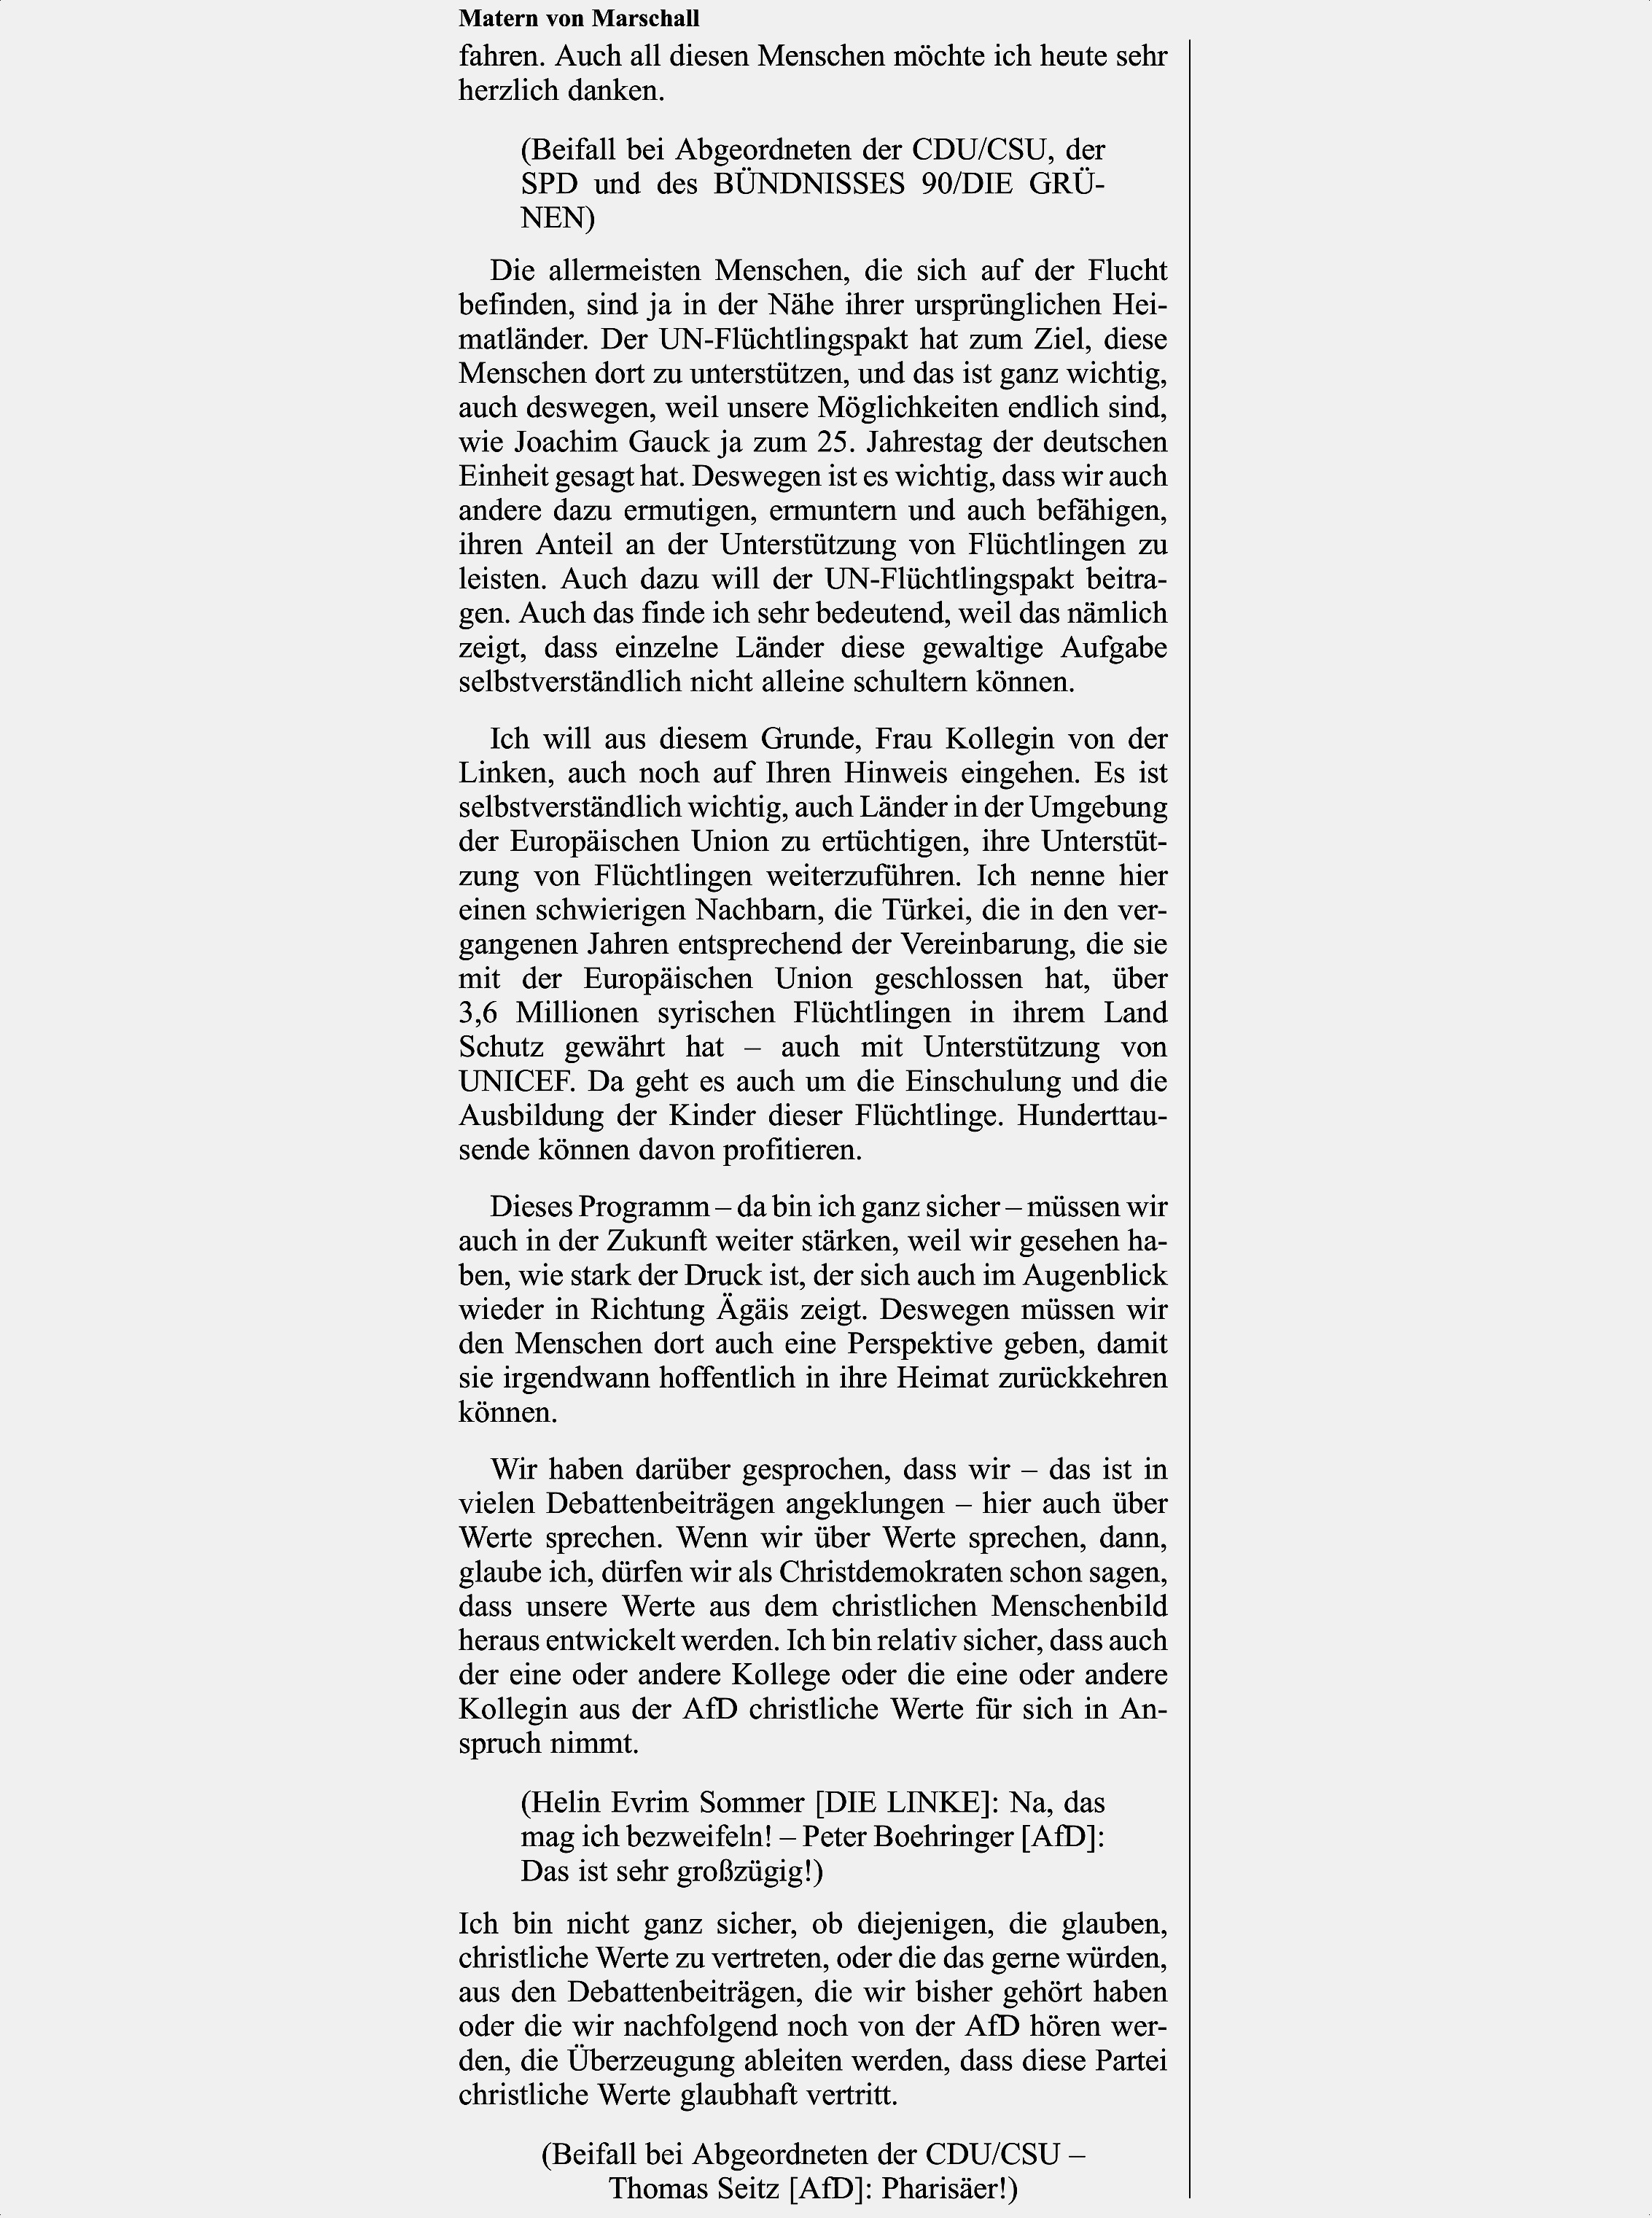 Matern von Marschall
fahren. Auch all diesen Menschen möchte ich heute sehr
herzlich danken.
(Beifall bei Abgeordneten der CDU/CSU, der
SPD und des BÜNDNISSES 90/DIE GRÜ-
NEN)
Die allermeisten Menschen, die sich auf der Flucht
befinden, sind ja in der Nähe ihrer ursprünglichen Hei-
matländer. Der UN-Flüchtlingspakt hat zum Ziel, diese
Menschen dort zu unterstützen, und das ist ganz wichtig,
auch deswegen, weil unsere Möglichkeiten endlich sind,
wie Joachim Gauck ja zum 25. Jahrestag der deutschen
Einheit gesagt hat. Deswegen ist es wichtig, dass wir auch
andere dazu ermutigen, ermuntern und auch befähigen,
ihren Anteil an der Unterstützung von Flüchtlingen zu
leisten. Auch dazu will der UN-Flüchtlingspakt beitra-
gen. Auch das finde ich sehr bedeutend, weil das nämlich
zeigt, dass einzelne Länder diese gewaltige Aufgabe
selbstverständlich nicht alleine schultern können.
Ich will aus diesem Grunde, Frau Kollegin von der
Linken, auch noch auf Ihren Hinweis eingehen. Es ist
selbstverständlich wichtig, auch Länder in der Umgebung
der Europäischen Union zu ertüchtigen, ihre Unterstüt-
zung von Flüchtlingen weiterzuführen. Ich nenne hier
einen schwierigen Nachbarn, die Türkei, die in den ver-
gangenen Jahren entsprechend der Vereinbarung, die sie
mit der Europäischen Union geschlossen hat, über
3,6 Millionen syrischen Flüchtlingen in ihrem Land
Schutz gewährt hat – auch mit Unterstützung von
UNICEF. Da geht es auch um die Einschulung und die
Ausbildung der Kinder dieser Flüchtlinge. Hunderttau-
sende können davon profitieren.
Dieses Programm – da bin ich ganz sicher – müssen wir
auch in der Zukunft weiter stärken, weil wir gesehen ha-
ben, wie stark der Druck ist, der sich auch im Augenblick
wieder in Richtung Ägäis zeigt. Deswegen müssen wir
den Menschen dort auch eine Perspektive geben, damit
sie irgendwann hoffentlich in ihre Heimat zurückkehren
können.
Wir haben darüber gesprochen, dass wir – das ist in
vielen Debattenbeiträgen angeklungen – hier auch über
Werte sprechen. Wenn wir über Werte sprechen, dann,
glaube ich, dürfen wir als Christdemokraten schon sagen,
dass unsere Werte aus dem christlichen Menschenbild
heraus entwickelt werden. Ich bin relativ sicher, dass auch
der eine oder andere Kollege oder die eine oder andere
Kollegin aus der AfD christliche Werte für sich in An-
spruch nimmt.
(Helin Evrim Sommer [DIE LINKE]: Na, das
mag ich bezweifeln! – Peter Boehringer [AfD]:
Das ist sehr großzügig!)
Ich bin nicht ganz sicher, ob diejenigen, die glauben,
christliche Werte zu vertreten, oder die das gerne würden,
aus den Debattenbeiträgen, die wir bisher gehört haben
oder die wir nachfolgend noch von der AfD hören wer-
den, die Überzeugung ableiten werden, dass diese Partei
christliche Werte glaubhaft vertritt.
(Beifall bei Abgeordneten der CDU/CSU –
Thomas Seitz [AfD]: Pharisäer!)